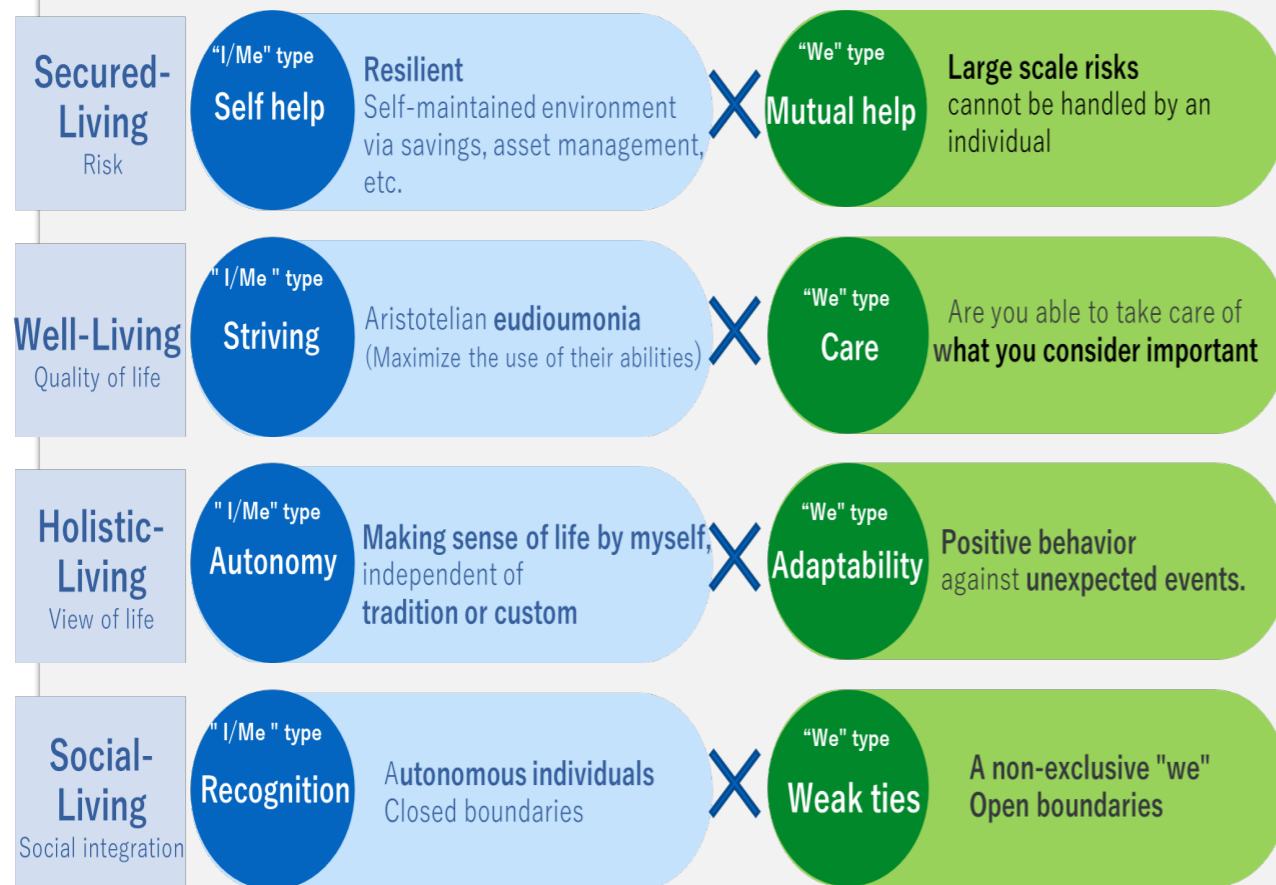 Secured-
Living
Risk
“I/Me" type
Self help
Resilient
Self-maintained environment
via savings, asset management,
etc.
“We" type
Mutual help
Large scale risks
cannot be handled by an
individual
Well-Living
Quality of life
" I/Me " type
Striving
Aristotelian eudioumonia
(Maximize the use of their abilities)
“We" type
Care
Are you able to take care of
what you consider important
Holistic-
Living
View of life
" I/Me" type
Autonomy
Making sense of life by myself,
independent of
tradition or custom
“We" type
Adaptability
Positive behavior
against unexpected events.
Social-
Living
Social integration
" I/Me " type
Recognition
Autonomous individuals
Closed boundaries
“We" type
Weak ties
A non-exclusive "we"
Open boundaries